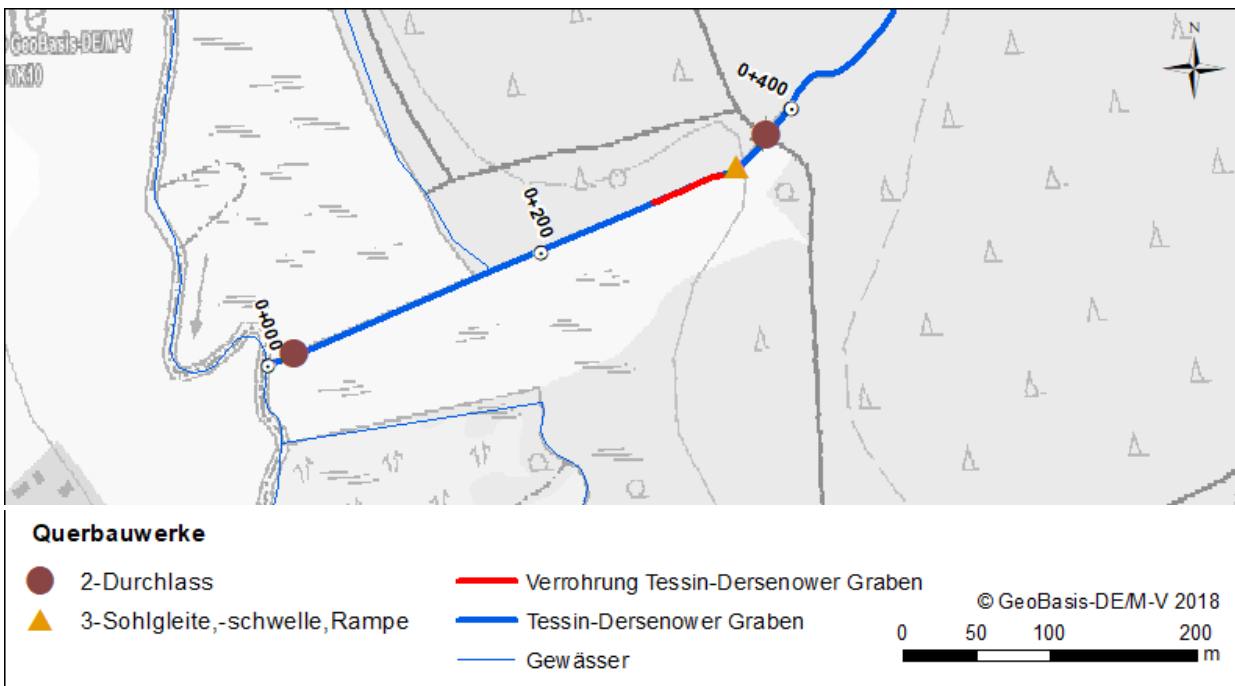 GeoBasis-DE/M-V
TK10
N
0+400
0+200
0+000
Querbauwerke
2-Durchlass
3-Sohlgleite,-schwelle,Rampe
Verrohrung Tessin-Dersenower Graben
Tessin-Dersenower Graben
Gewässer
© GeoBasis-DE/M-V 2018
0 50 100 200
m